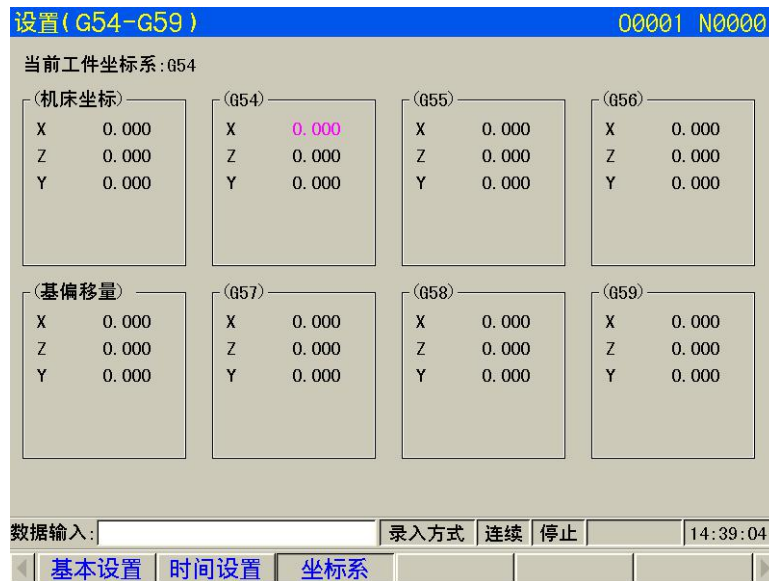 设置(G54-G59) O0001 N0000
当前工件坐标系:G54
(机床坐标) (G54) (G55) (G56)
X 0.000 X 0.000 X 0.000 X 0.000
Z 0.000 Z 0.000 Z 0.000 Z 0.000
Y 0.000 Y 0.000 Y 0.000 Y 0.000
(基偏移量) (G57) (G58) (G59)
X 0.000 X 0.000 X 0.000 X 0.000
Z 0.000 Z 0.000 Z 0.000 Z 0.000
Y 0.000 Y 0.000 Y 0.000 Y 0.000
数据输入: 录入方式 连续 停止 14:39:04
基本设置 时间设置 坐标系